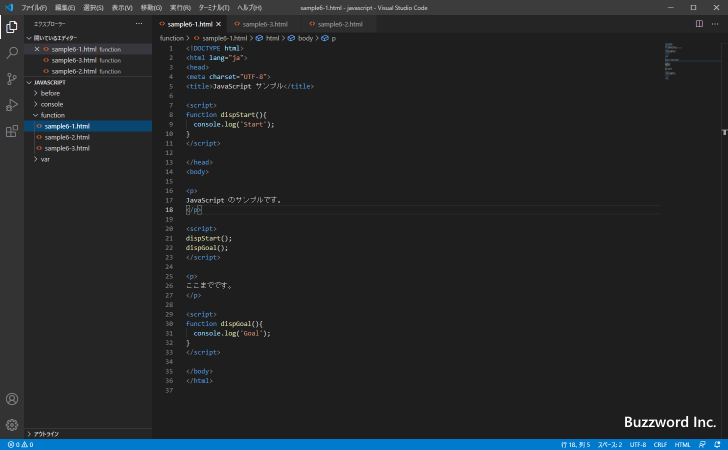 ファイル(F) 編集(E) 選択(S) 表示(V) 移動(G) 実行(R) ターミナル(T) ヘルプ(H) sample6-1.html - javascript - Visual Studio Code
エクスプローラー
開いているエディター
sample6-1.html function
sample6-3.html function
sample6-2.html function
JAVASCRIPT
before
console
function
sample6-1.html
sample6-2.html
sample6-3.html
var
アウトライン
sample6-1.html sample6-3.html sample6-2.html
function > sample6-1.html > html > body > p
1 <!DOCTYPE html>
2 <html lang="ja">
3 <head>
4 <meta charset="UTF-8">
5 <title>JavaScript サンプル</title>
6
7 <script>
8 function dispStart(){
9 console.log('Start');
10 }
11 </script>
12
13 </head>
14 <body>
15
16 <p>
17 JavaScript のサンプルです。
18 </p>
19
20 <script>
21 dispStart();
22 dispGoal();
23 </script>
24
25 <p>
26 ここまでです。
27 </p>
28
29 <script>
30 function dispGoal(){
31 console.log('Goal');
32 }
33 </script>
34
35 </body>
36 </html>
37
Buzzword Inc.
0 0 行 18, 列 5 スペース: 2 UTF-8 CRLF HTML